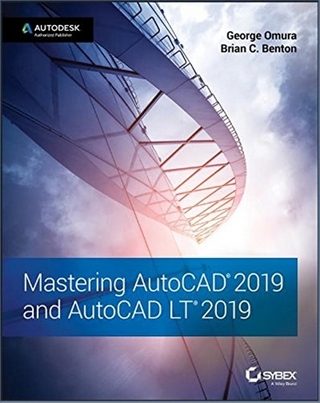 AUTODESK
Authorized Publisher
George Omura
Brian C. Benton
Mastering AutoCAD® 2019
and AutoCAD LT® 2019
SYBEX
A Wiley Brand